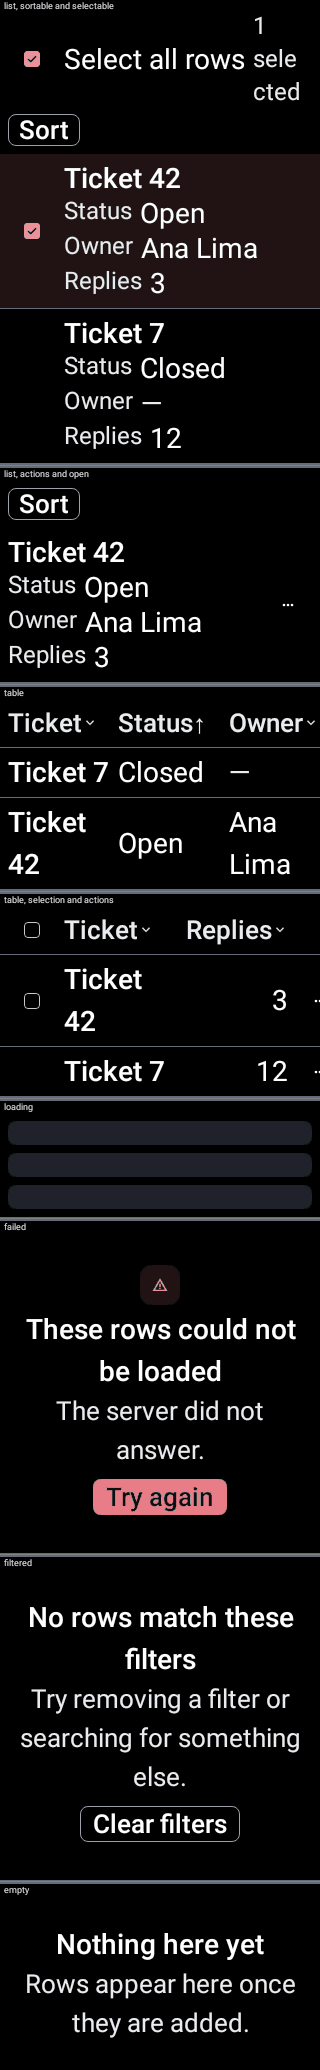 list, sortable and selectable
Select all rows
1
sele
cted
Sort
Ticket 42
Status Open
Owner Ana Lima
Replies 3
Ticket 7
Status Closed
Owner —
Replies 12
list, actions and open
Sort
Ticket 42
Status Open
Owner Ana Lima
Replies 3
...
table
Ticket Status↑ Owner
Ticket 7 Closed —
Ticket
42
Open
Ana
Lima
table, selection and actions
Ticket Replies
Ticket
42
3
Ticket 7 12
loading
failed
These rows could not
be loaded
The server did not
answer.
Try again
filtered
No rows match these
filters
Try removing a filter or
searching for something
else.
Clear filters
empty
Nothing here yet
Rows appear here once
they are added.